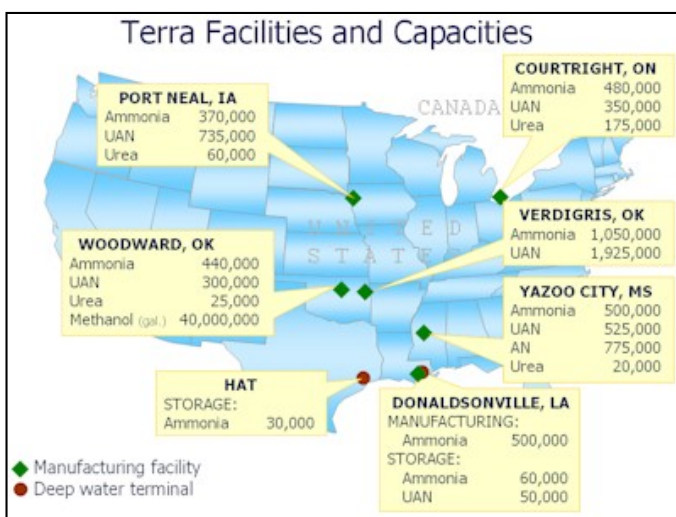 Terra Facilities and Capacities
COURTRIGHT, ON
Ammonia 480,000
UAN 350,000
Urea 175,000
PORT NEAL, IA
Ammonia 370,000
UAN 735,000
Urea 60,000
CANADA
UNITED
STATES
VERDIGRIS, OK
Ammonia 1,050,000
UAN 1,925,000
WOODWARD, OK
Ammonia 440,000
UAN 300,000
Urea 25,000
Methanol (gal.) 40,000,000
YAZOO CITY, MS
Ammonia 500,000
UAN 525,000
AN 775,000
Urea 20,000
HAT
STORAGE:
Ammonia 30,000
DONALDSONVILLE, LA
MANUFACTURING:
Ammonia 500,000
STORAGE:
Ammonia 60,000
UAN 50,000
Manufacturing facility
Deep water terminal